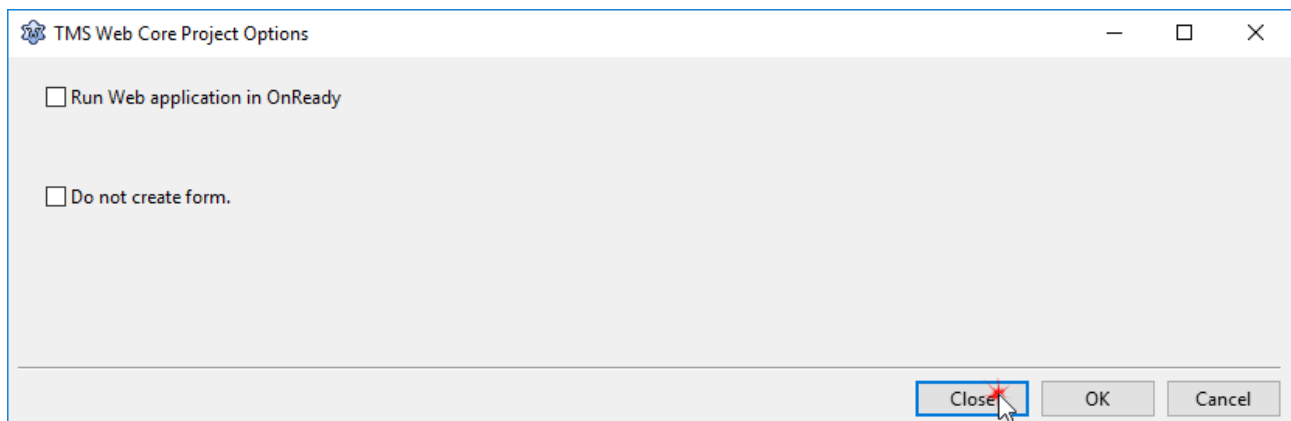 TMS Web Core Project Options
Run Web application in OnReady
Do not create form.
Close OK Cancel